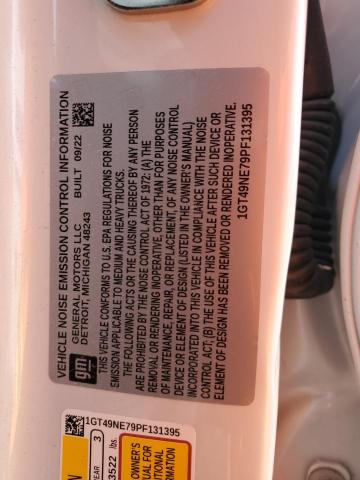 VEHICLE NOISE EMISSION CONTROL INFORMATION
gm
GENERAL MOTORS LLC
DETROIT, MICHIGAN 48243
BUILT 09/22
THIS VEHICLE CONFORMS TO U.S. EPA REGULATIONS FOR NOISE
EMISSION APPLICABLE TO MEDIUM AND HEAVY TRUCKS.
THE FOLLOWING ACTS OR THE CAUSING THEREOF BY ANY PERSON
ARE PROHIBITED BY THE NOISE CONTROL ACT OF 1972: (A) THE
REMOVAL OR RENDERING INOPERATIVE, OTHER THAN FOR PURPOSES
OF MAINTENANCE, REPAIR, OR REPLACEMENT, OF ANY NOISE CONTROL
DEVICE OR ELEMENT OF DESIGN (LISTED IN THE OWNER'S MANUAL)
INCORPORATED INTO THIS VEHICLE IN COMPLIANCE WITH THE NOISE
CONTROL ACT; (B) THE USE OF THIS VEHICLE AFTER SUCH DEVICE OR
ELEMENT OF DESIGN HAS BEEN REMOVED OR RENDERED INOPERATIVE.
1GT49NE79PF131395
1GT49NE79PF131395
REAR 3
3522 lbs.
OWNER'S
UAL FOR
ITIONAL
RMATION